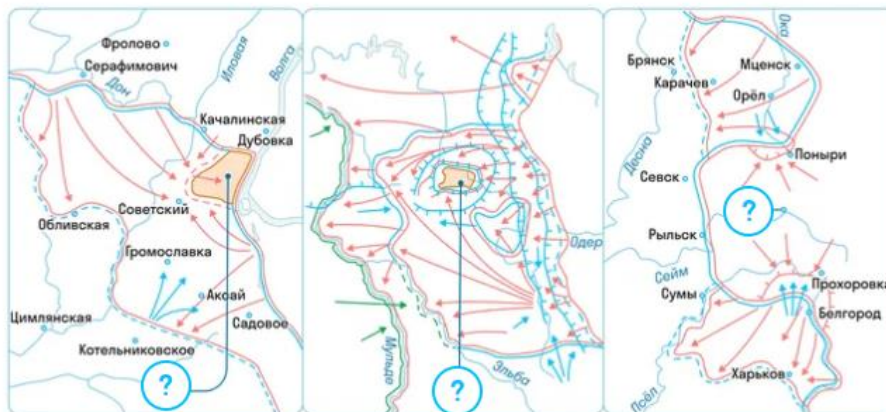 Фролово
Серафимович
Дон
Иловая
Волга
Качалинская
Дубовка
Советский
Обливская
Громославка
Аксай
Цимлянская
Садовое
Котельниковское
?
Одер
Мульде
Эльба
?
Ока
Брянск
Мценск
Карачев
Орёл
Десна
Поныри
Севск
?
Рыльск
Сейм
Прохоровка
Сумы
Белгород
Харьков
Псёл